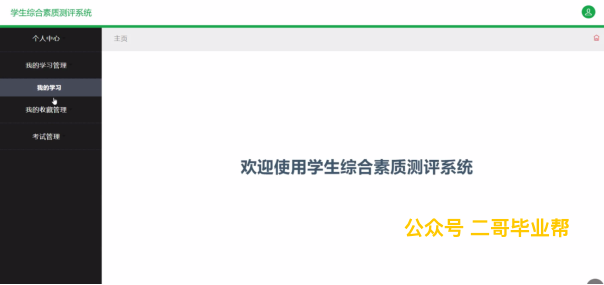 学生综合素质测评系统
个人中心
主页
我的学习管理
我的学习
我的收藏管理
考试管理
欢迎使用学生综合素质测评系统
公众号 二哥毕业帮